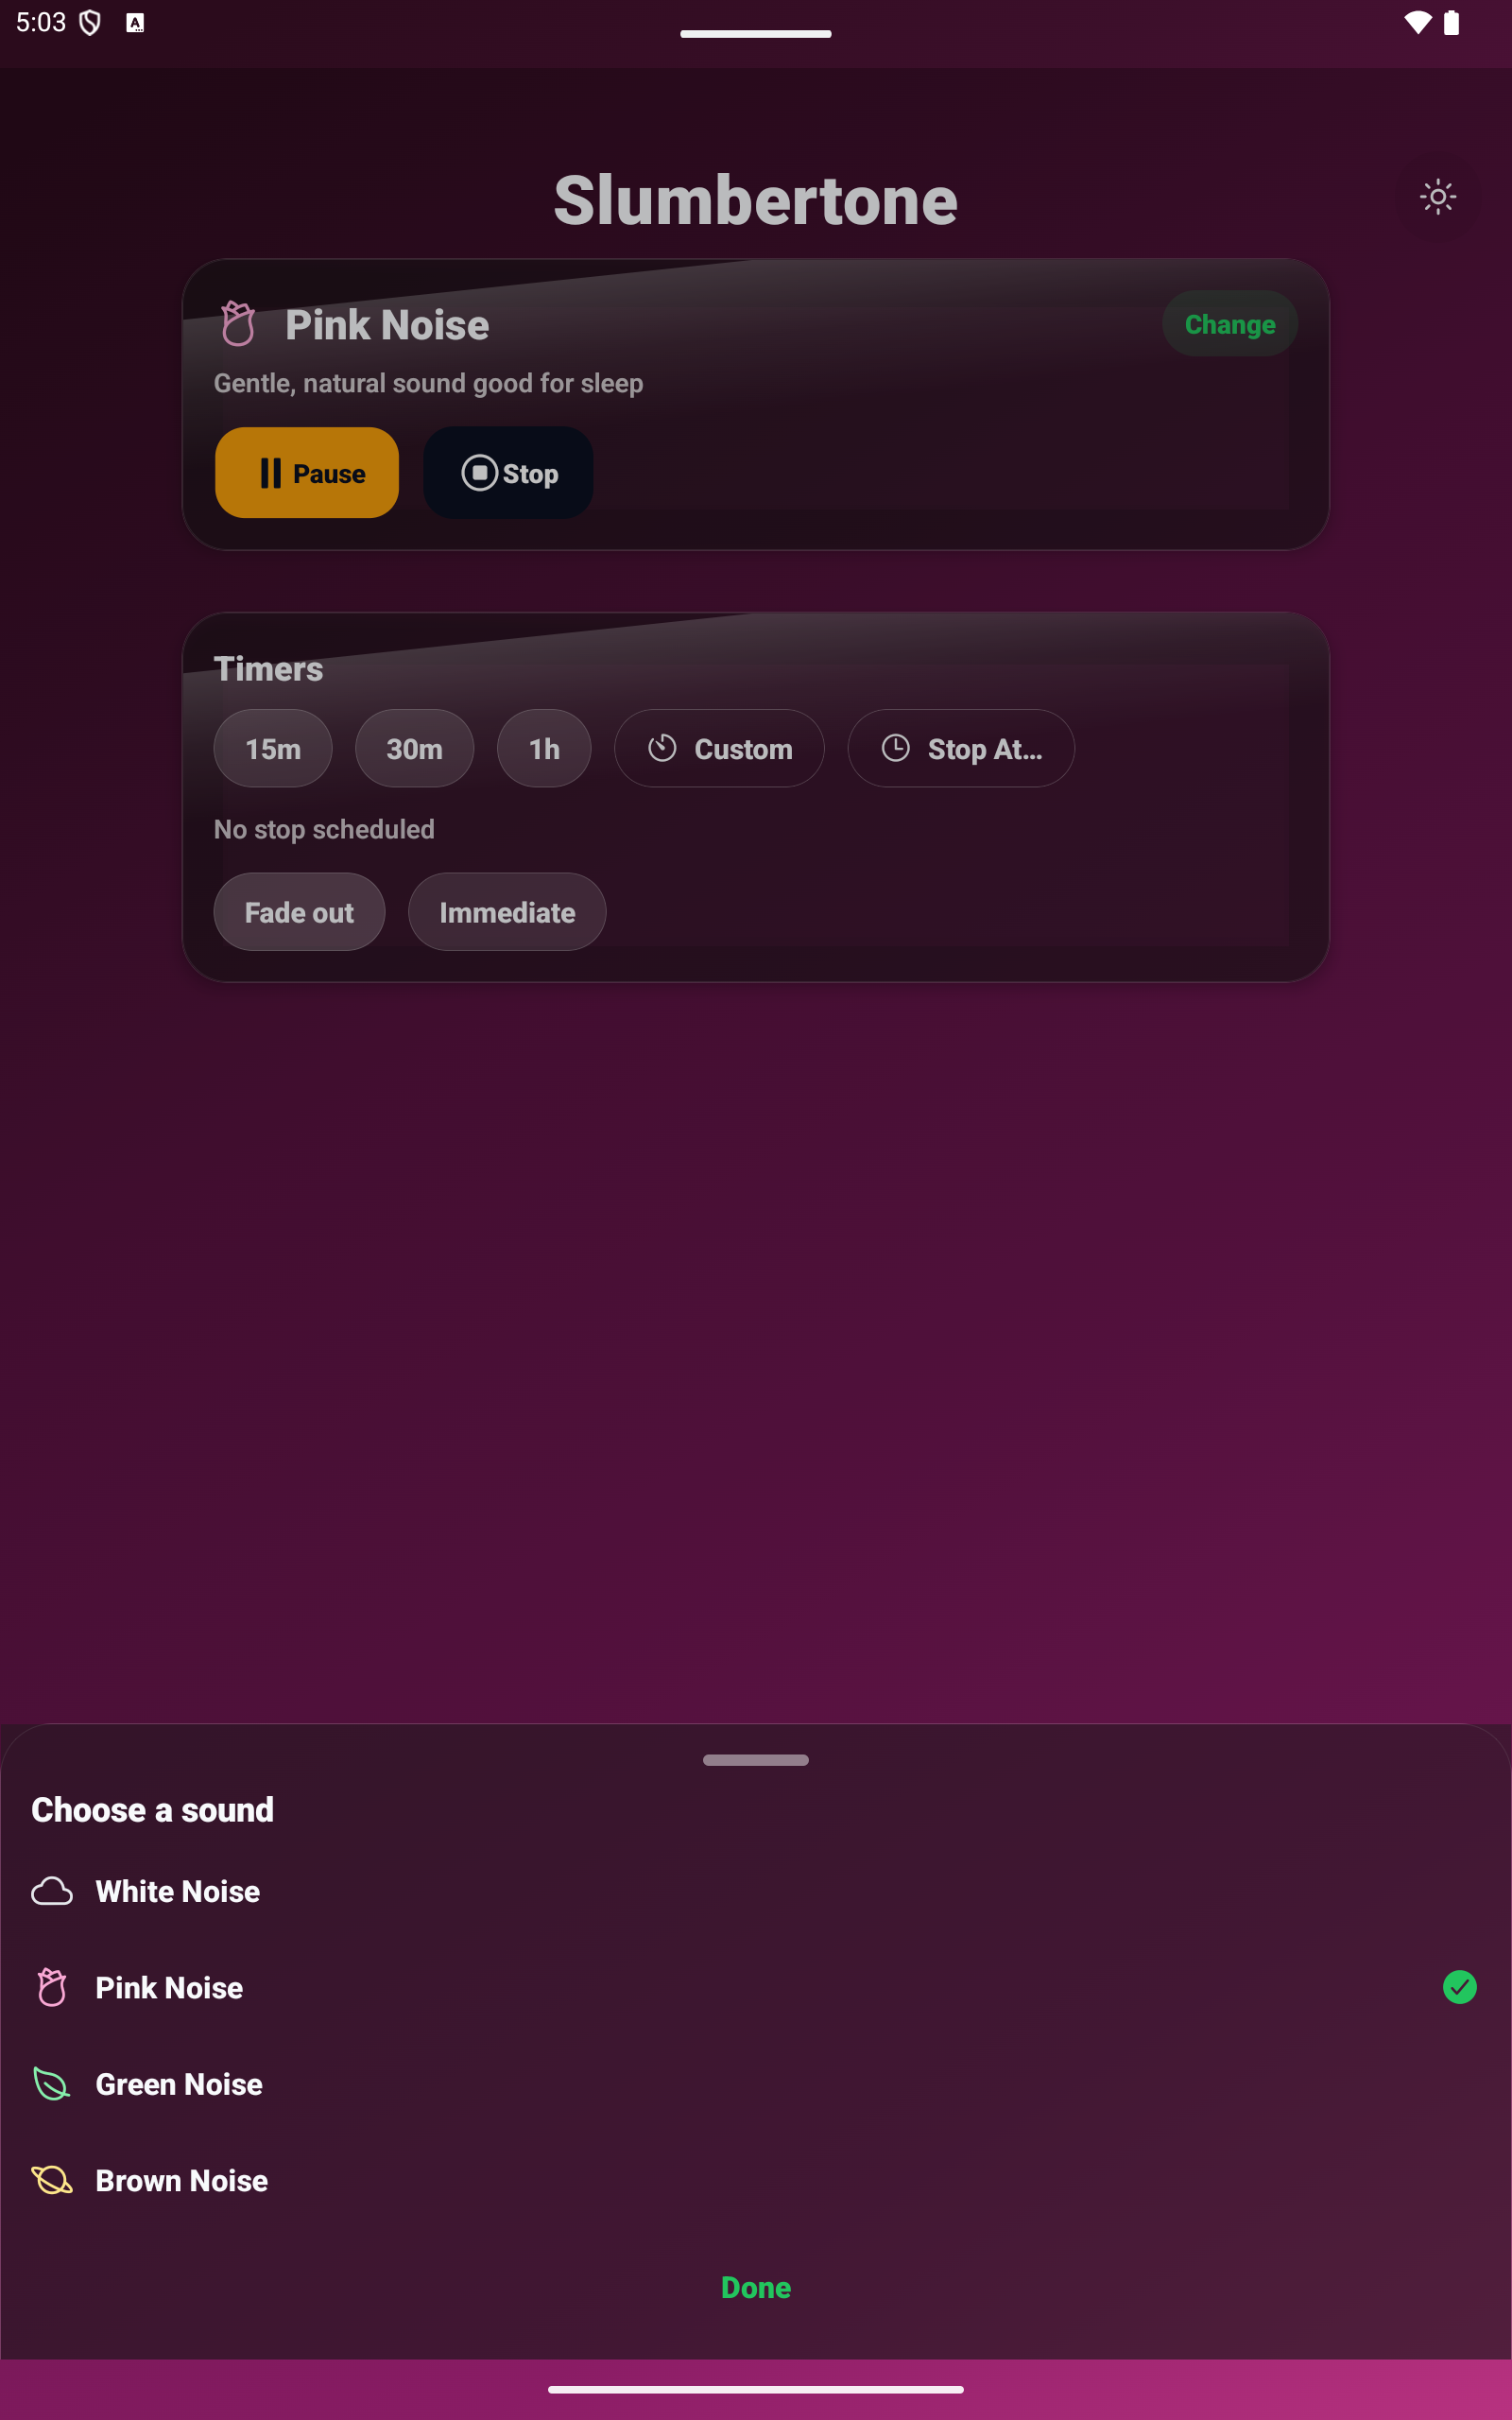 5:03
Slumbertone
Pink Noise
Change
Gentle, natural sound good for sleep
Pause
Stop
Timers
15m
30m
1h
Custom
Stop At...
No stop scheduled
Fade out
Immediate
Choose a sound
White Noise
Pink Noise
Green Noise
Brown Noise
Done